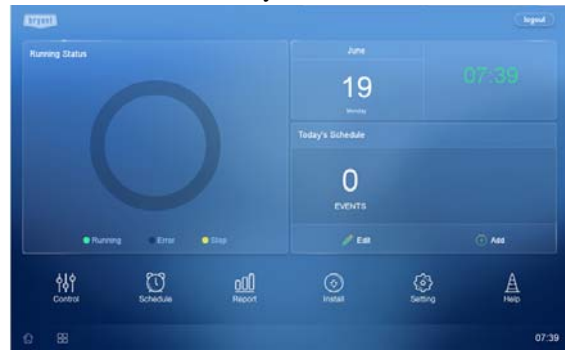 bryant
logout
Running Status
June
19
Monday
07:39
Today's Schedule
0
EVENTS
Running
Error
Stop
Edit
Add
Control
Schedule
Report
Install
Setting
Help
07:39